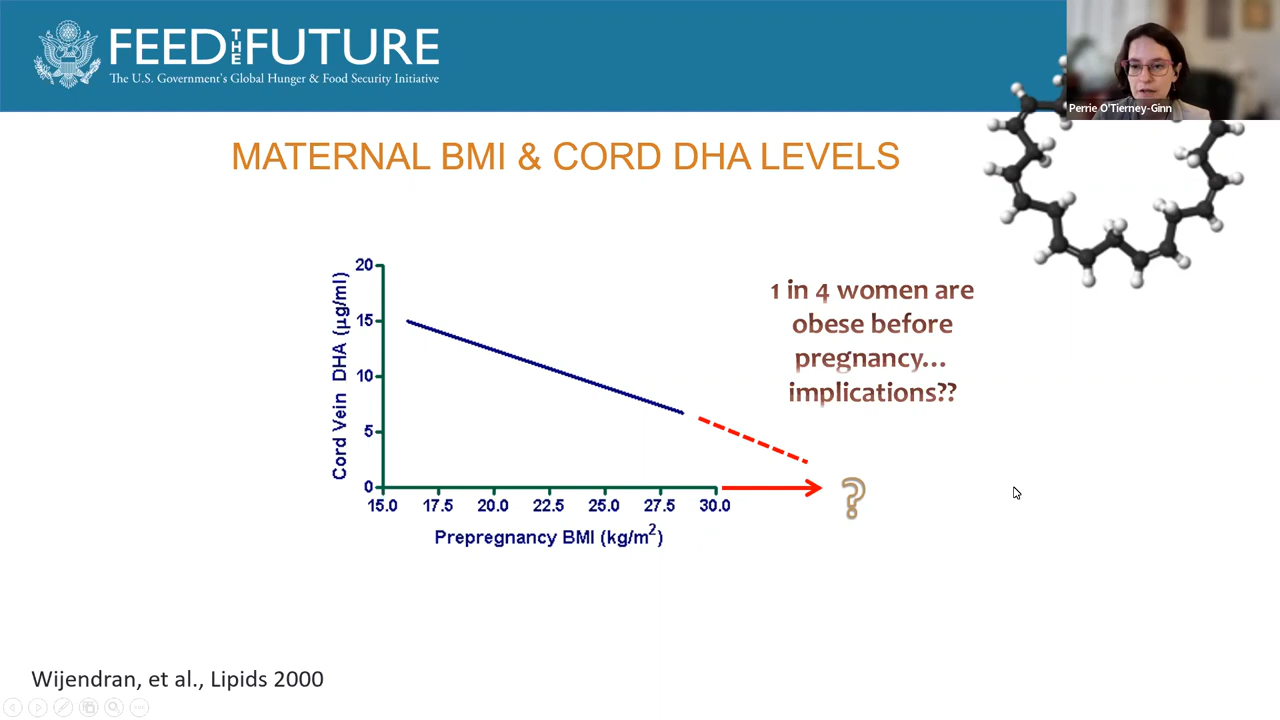 FEED THE FUTURE
The U.S. Government's Global Hunger & Food Security Initiative
Perrie O'Tierney-Ginn
MATERNAL BMI & CORD DHA LEVELS
1 in 4 women are
obese before
pregnancy...
implications??
Cord Vein DHA (µg/ml)
20
15
10
5
0
15.0 17.5 20.0 22.5 25.0 27.5 30.0
?
Prepregnancy BMI (kg/m²)
Wijendran, et al., Lipids 2000